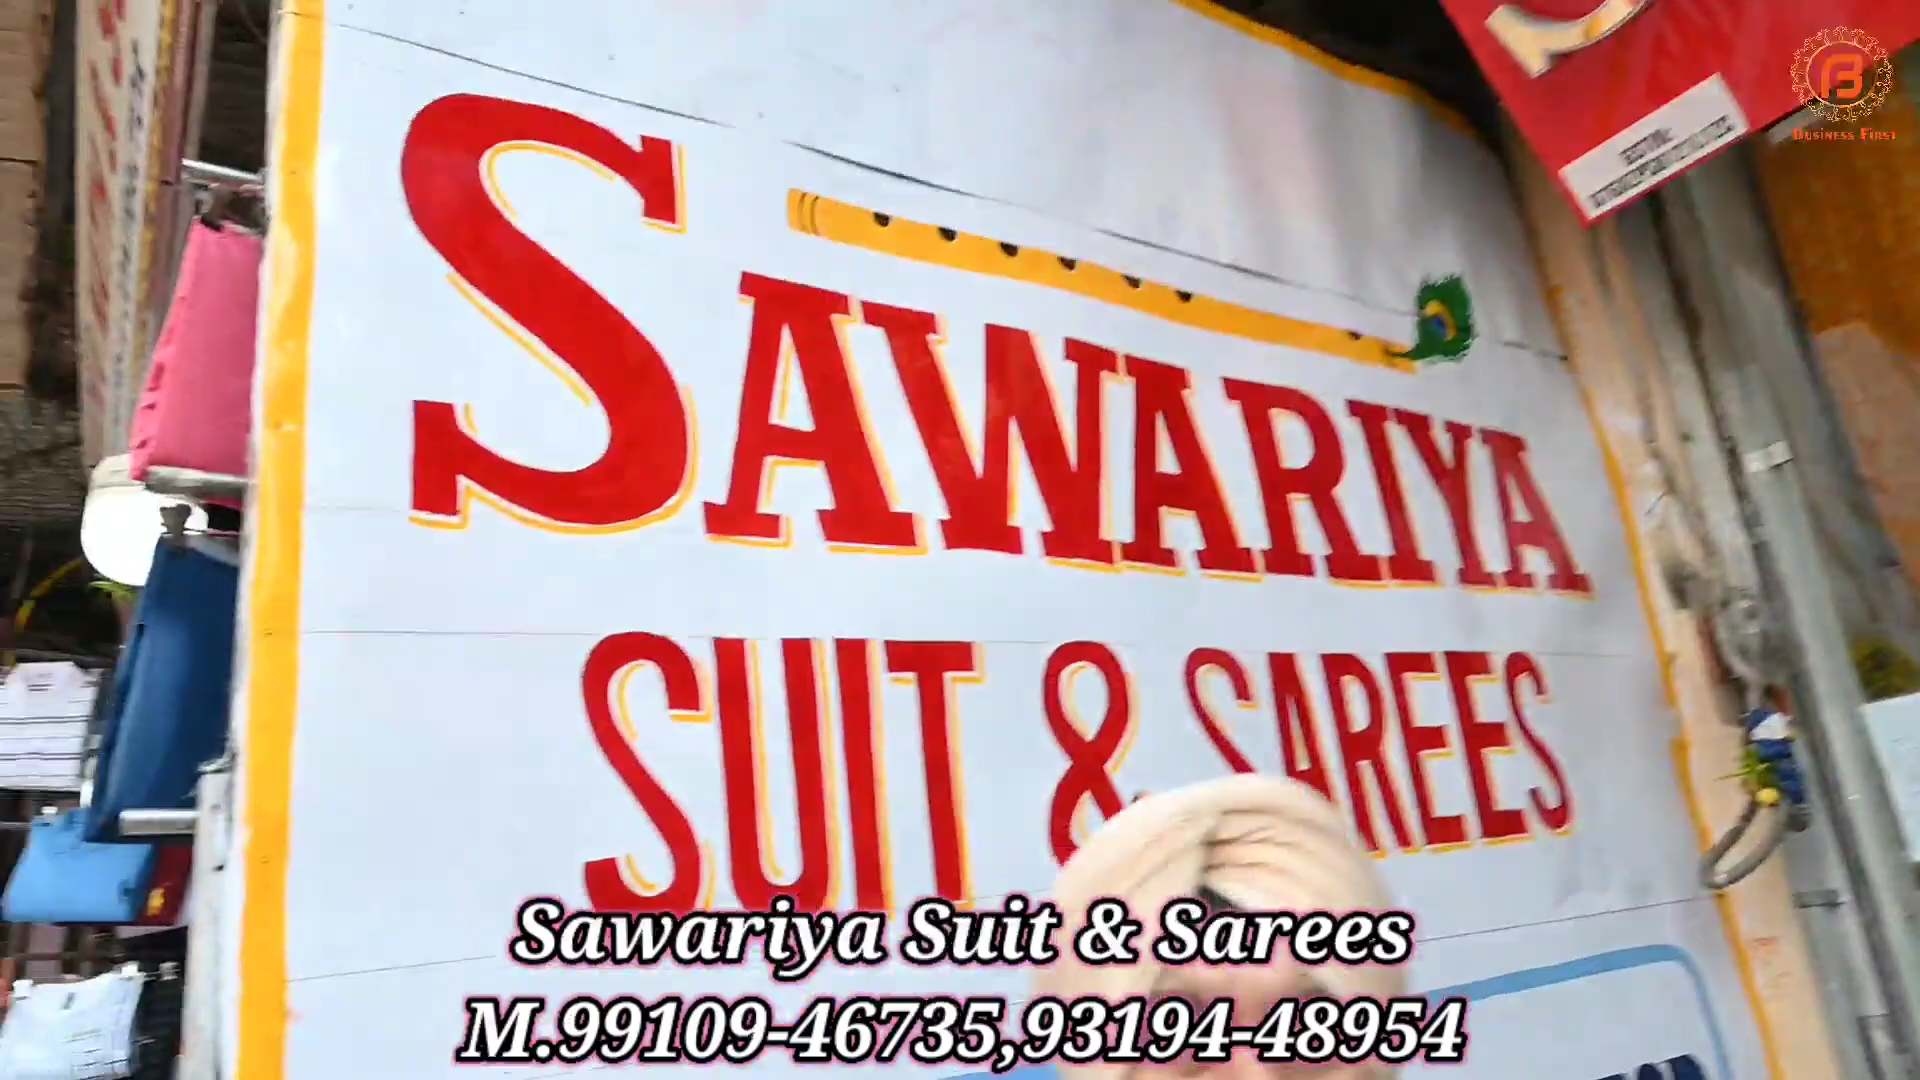 Business First
SAWARIYA
SUIT & SAREES
Sawariya Suit & Sarees
M.99109-46735,93194-48954